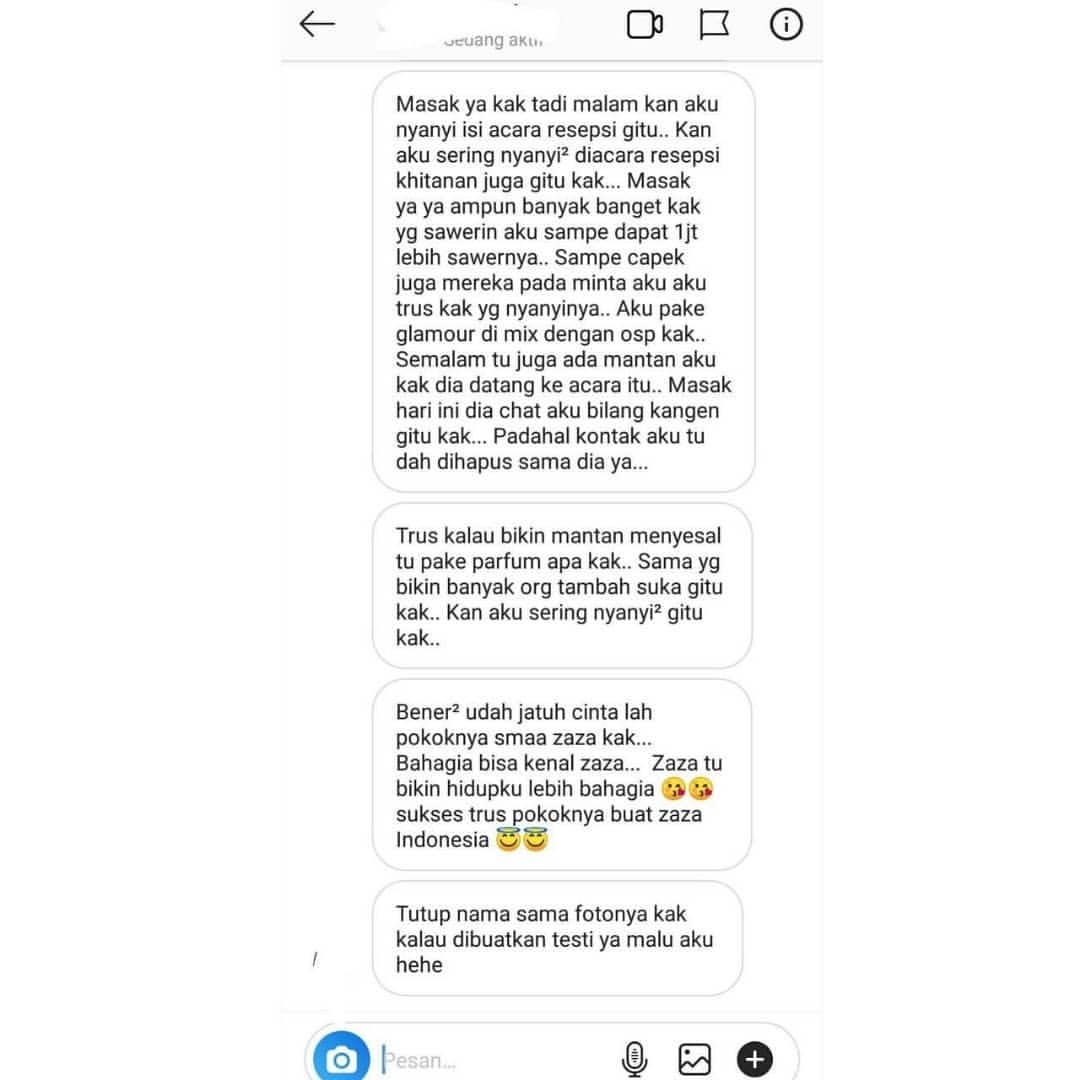 Sedang aktif
Masak ya kak tadi malam kan aku
nyanyi isi acara resepsi gitu.. Kan
aku sering nyanyi² diacara resepsi
khitanan juga gitu kak... Masak
ya ya ampun banyak banget kak
yg sawerin aku sampe dapat 1jt
lebih sawernya.. Sampe capek
juga mereka pada minta aku aku
trus kak yg nyanyinya.. Aku pake
glamour di mix dengan osp kak..
Semalam tu juga ada mantan aku
kak dia datang ke acara itu.. Masak
hari ini dia chat aku bilang kangen
gitu kak... Padahal kontak aku tu
dah dihapus sama dia ya...
Trus kalau bikin mantan menyesal
tu pake parfum apa kak.. Sama yg
bikin banyak org tambah suka gitu
kak.. Kan aku sering nyanyi² gitu
kak..
Bener² udah jatuh cinta lah
pokoknya smaa zaza kak...
Bahagia bisa kenal zaza... Zaza tu
bikin hidupku lebih bahagia 😘😘
sukses trus pokoknya buat zaza
Indonesia 😇😇
Tutup nama sama fotonya kak
kalau dibuatkan testi ya malu aku
hehe
Pesan...